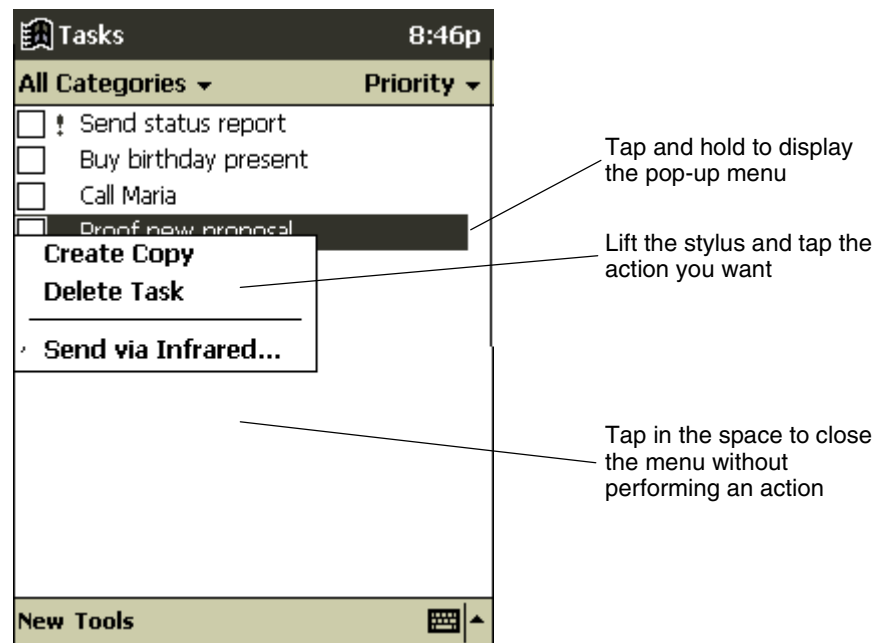 Tasks 8:46p
All Categories Priority
! Send status report
Buy birthday present
Call Maria
Proof new proposal
Create Copy
Delete Task
Send via Infrared...
New Tools
Tap and hold to display
the pop-up menu
Lift the stylus and tap the
action you want
Tap in the space to close
the menu without
performing an action